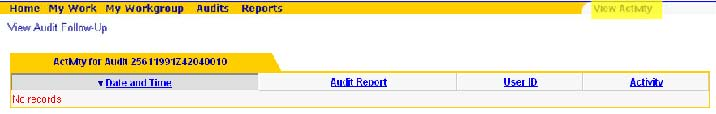 Home My Work My Workgroup Audits Reports View Activity
View Audit Follow-Up
Activity for Audit 25611991Z42040010
▼ Date and Time Audit Report User ID Activity
No records